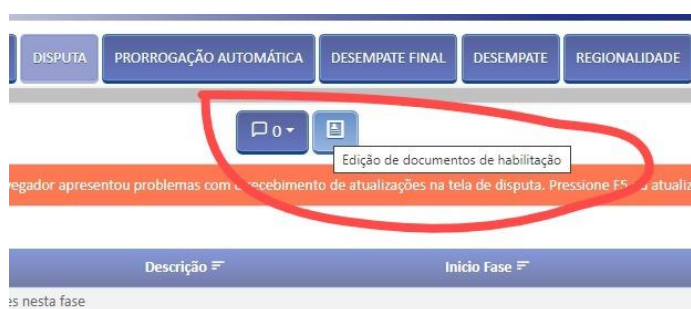 DISPUTA PRORROGAÇÃO AUTOMÁTICA DESEMPATE FINAL DESEMPATE REGIONALIDADE
0
Edição de documentos de habilitação
vegador apresentou problemas com recebimento de atualizações na tela de disputa. Pressione F5 atualiz
Descrição Inicio Fase
es nesta fase